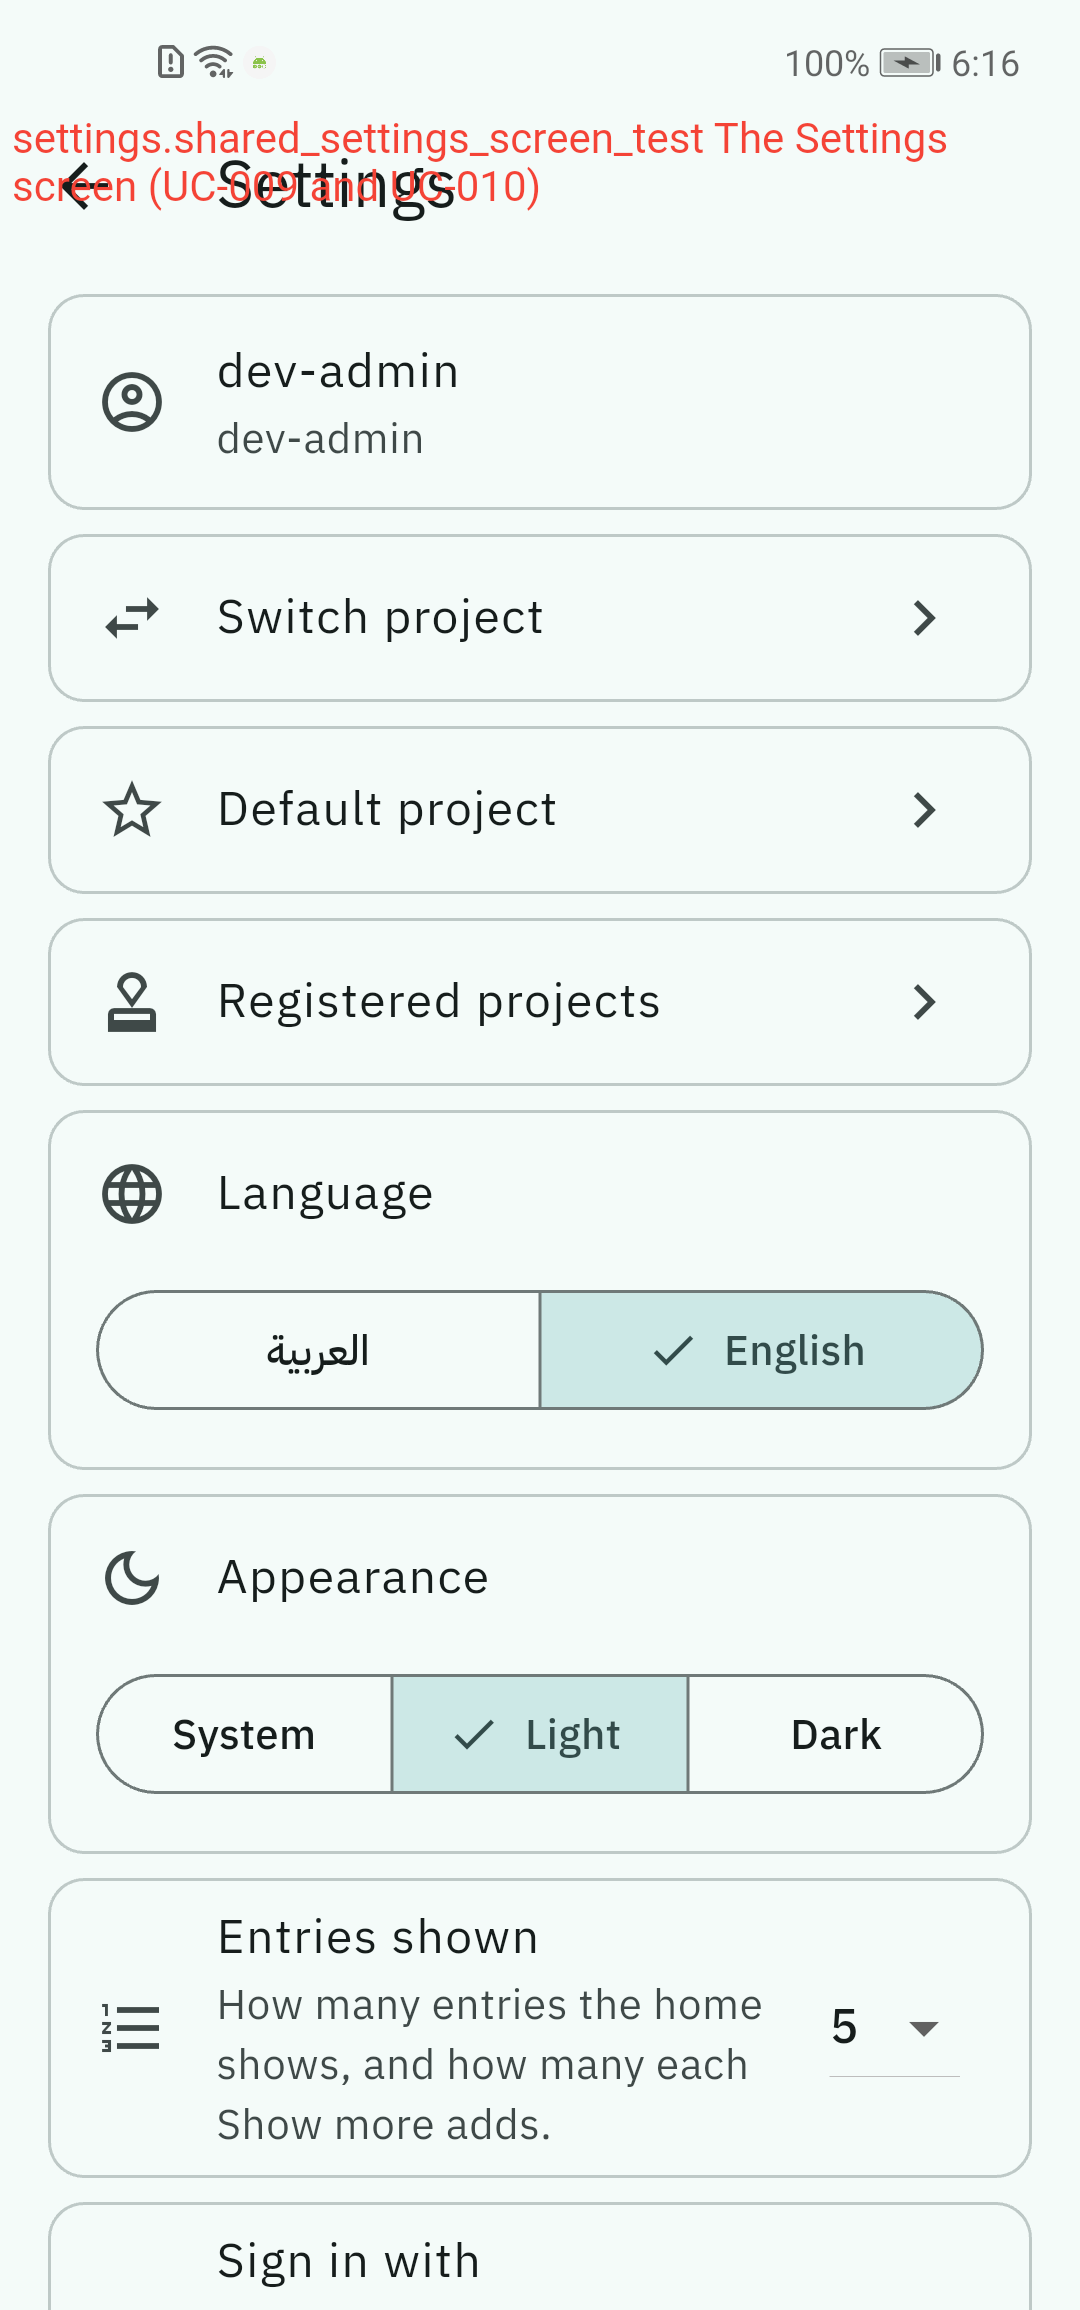 100% 6:16
settings.shared_settings_screen_test The Settings
screen (UC-009 and UC-010)
Settings
dev-admin
dev-admin
Switch project
Default project
Registered projects
Language
العربية
English
Appearance
System
Light
Dark
Entries shown
How many entries the home
shows, and how many each
Show more adds.
5
Sign in with